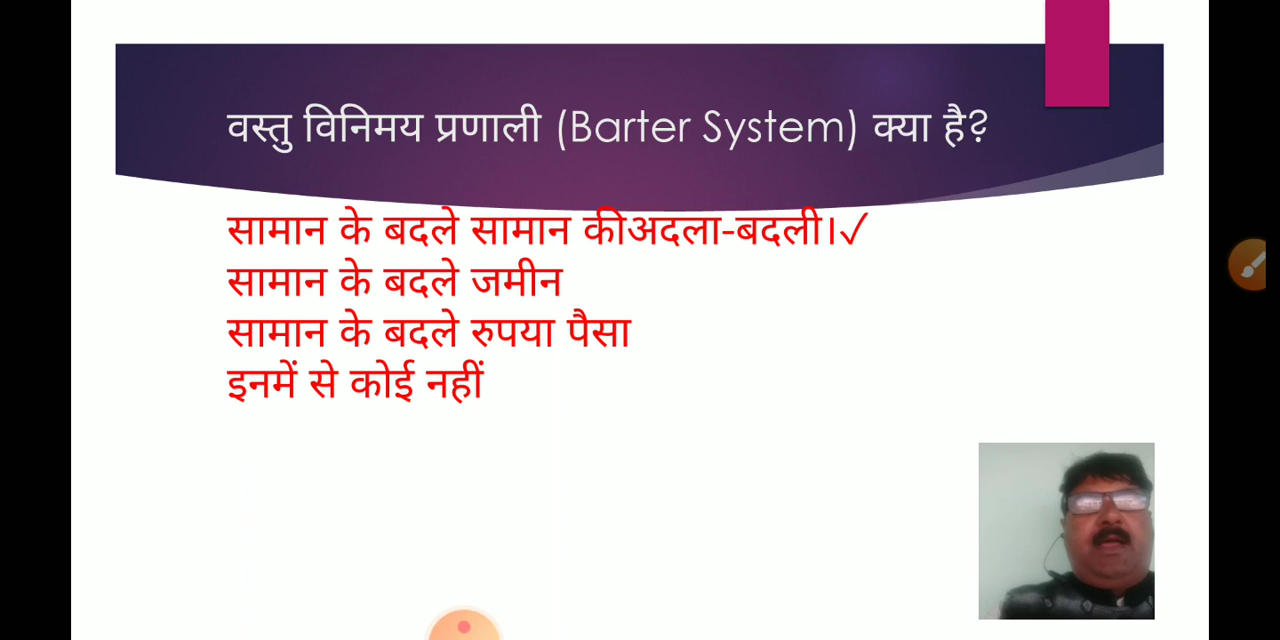 वस्तु विनिमय प्रणाली (Barter System) क्या है?
सामान के बदले सामान कीअदला-बदली।✓
सामान के बदले जमीन
सामान के बदले रुपया पैसा
इनमें से कोई नहीं